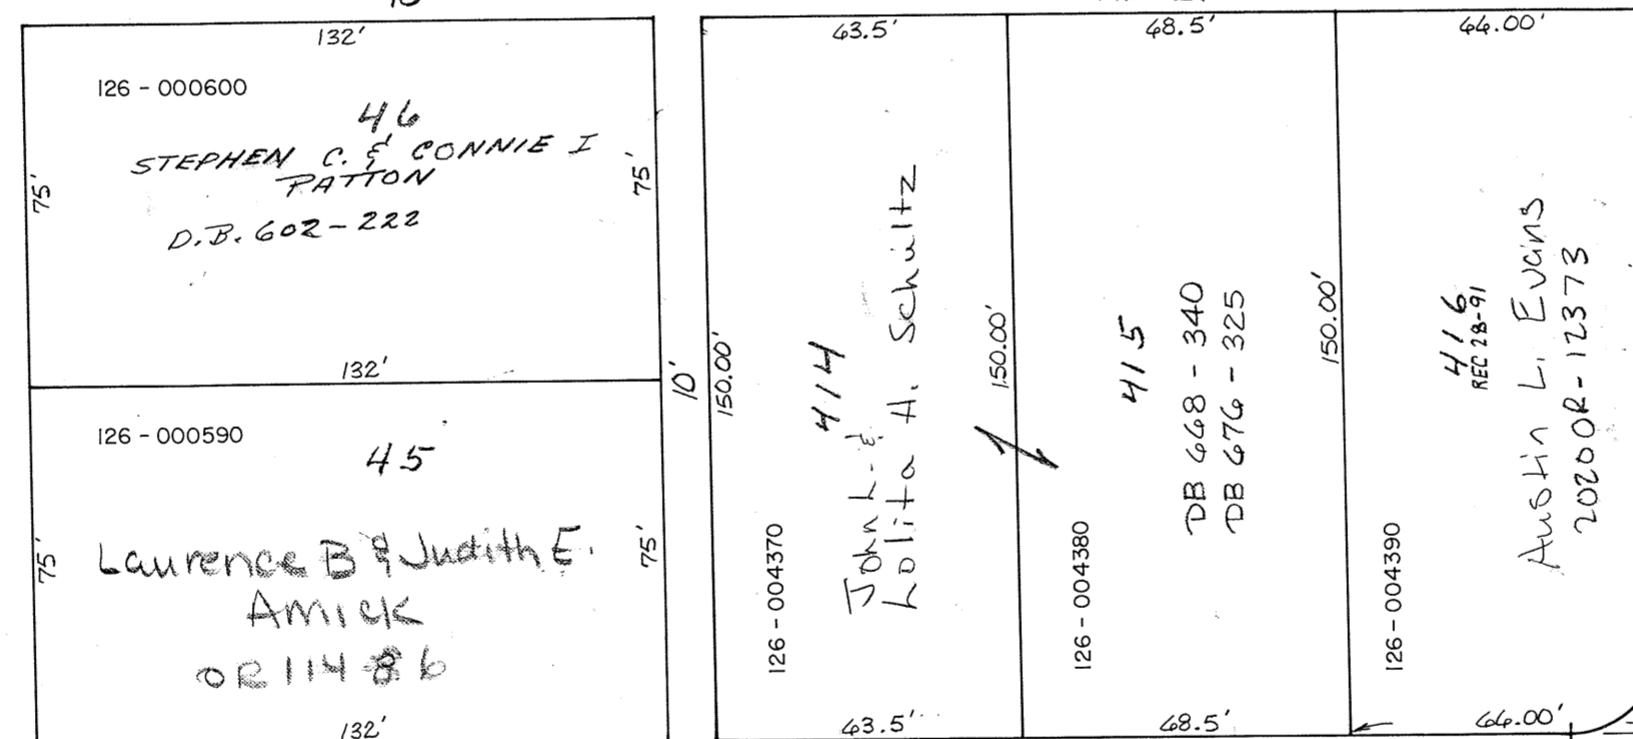 132'
126 - 000600
46
STEPHEN C. & CONNIE I
PATTON
D.B. 602-222
75'
75'
132'
126 - 000590
45
Laurence B & Judith E.
Amick
OR 114 86
75'
75'
132'
10'
63.5'
150.00'
414
John L. &
Lolita A. Schultz
126 - 004370
150.00'
63.5'
68.5'
415
DB 668 - 340
DB 676 - 325
126 - 004380
150.00'
68.5'
66.00'
416
REC 28-91
Austin L. Evans
2020R-12373
126 - 004390
66.00'